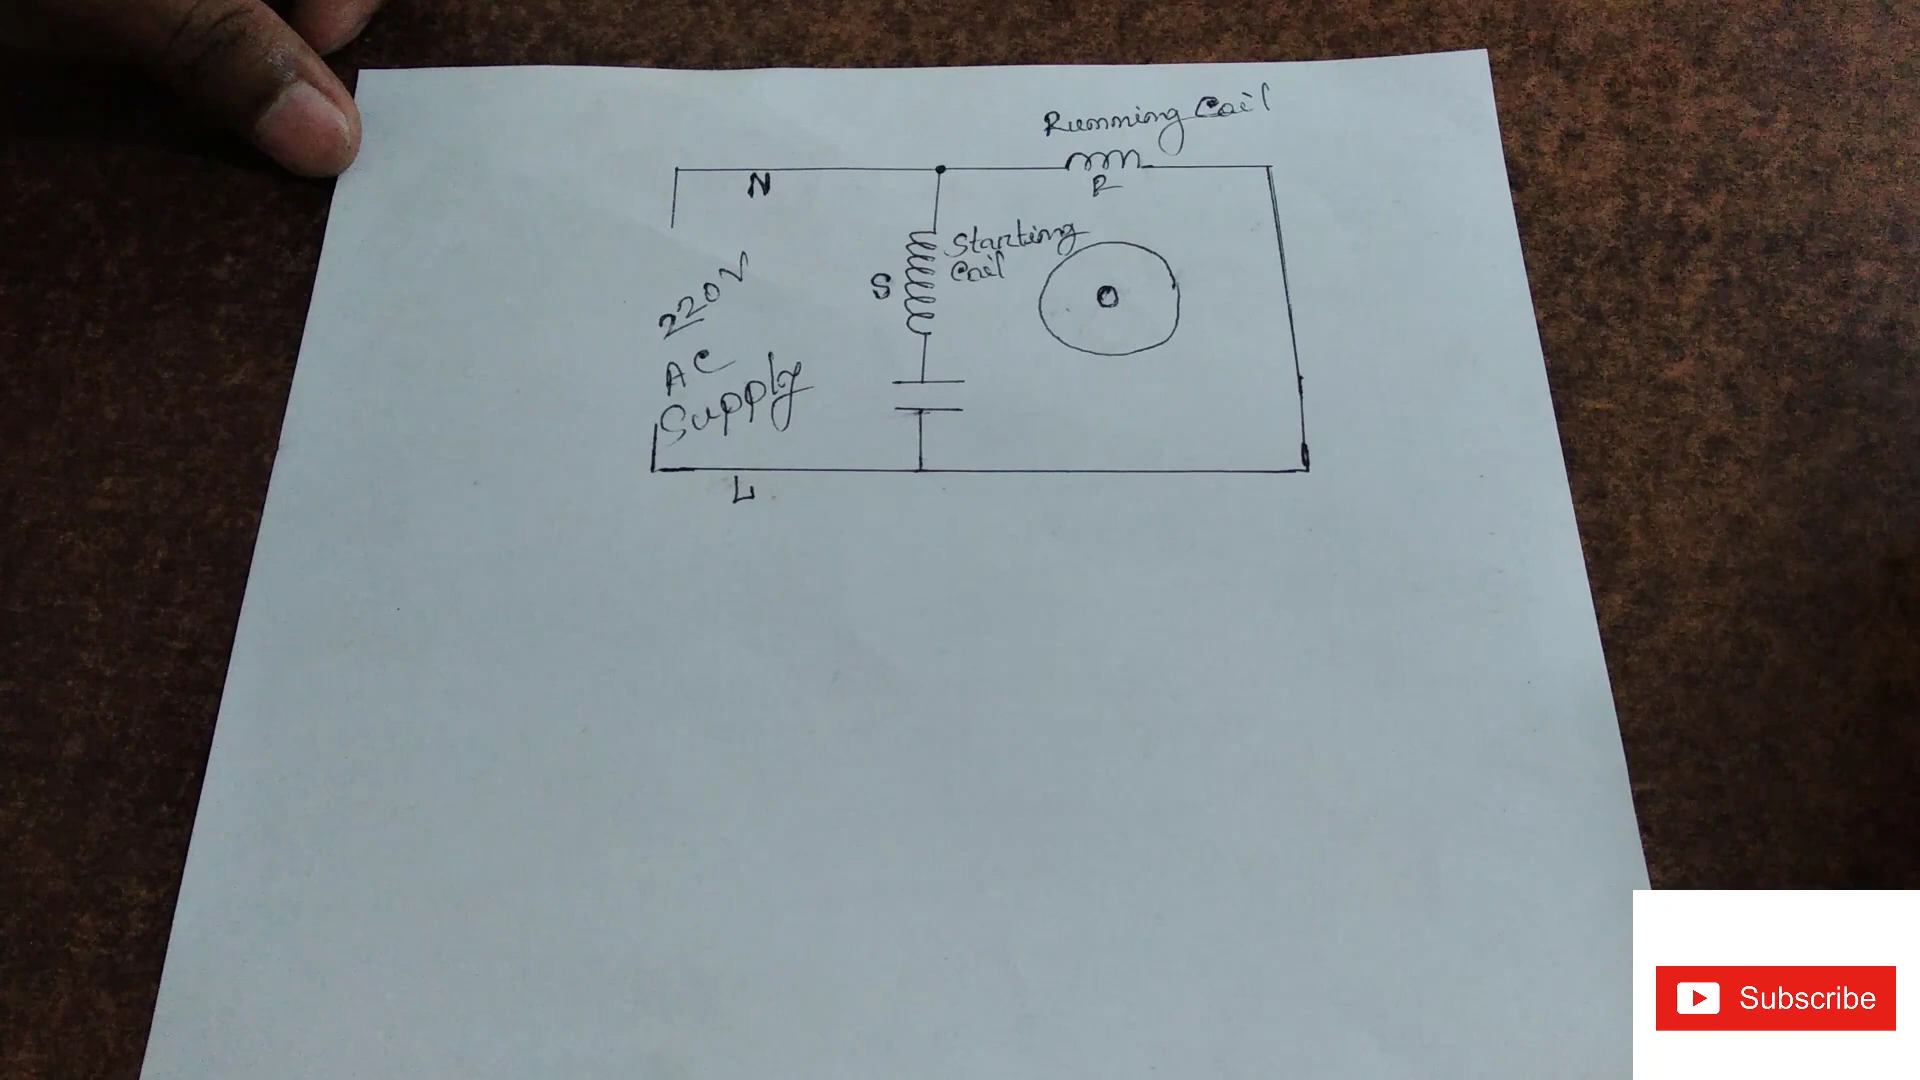 Running Coil
N
R
Starting
Coil
S
220V
AC
Supply
L
Subscribe